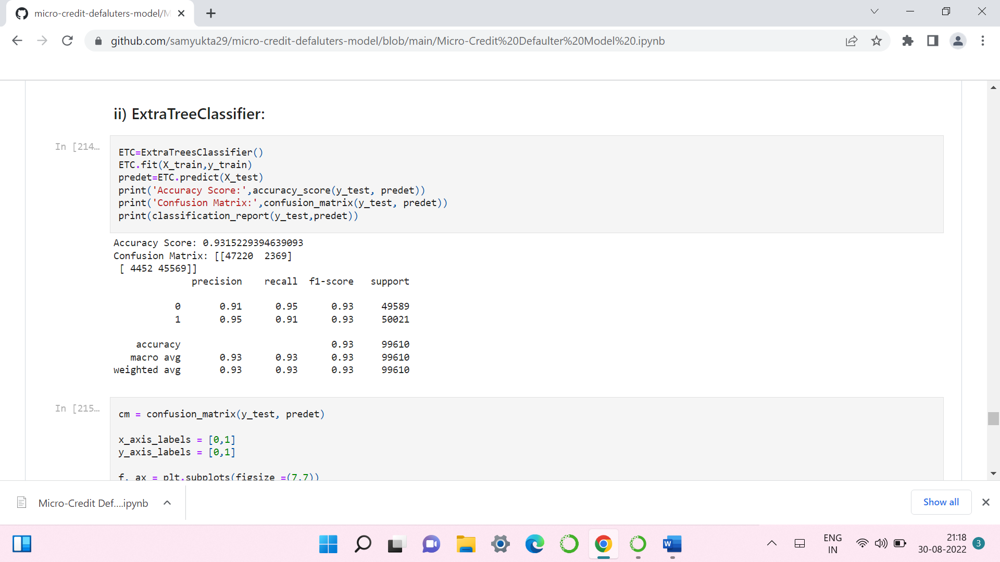 micro-credit-defaluters-model/M
github.com/samyukta29/micro-credit-defaluters-model/blob/main/Micro-Credit%20Defaulter%20Model%20.ipynb
ii) ExtraTreeClassifier:
In [214…
ETC=ExtraTreesClassifier()
ETC.fit(X_train,y_train)
predet=ETC.predict(X_test)
print('Accuracy Score:',accuracy_score(y_test, predet))
print('Confusion Matrix:',confusion_matrix(y_test, predet))
print(classification_report(y_test,predet))
Accuracy Score: 0.9315229394639093
Confusion Matrix: [[47220  2369]
 [ 4452 45569]]
              precision    recall  f1-score   support
           0       0.91      0.95      0.93     49589
           1       0.95      0.91      0.93     50021
    accuracy                           0.93     99610
   macro avg       0.93      0.93      0.93     99610
weighted avg       0.93      0.93      0.93     99610
In [215…
cm = confusion_matrix(y_test, predet)
x_axis_labels = [0,1]
y_axis_labels = [0,1]
f, ax = plt.subplots(figsize =(7,7))
Micro-Credit Def....ipynb
Show all
ENG
IN
21:18
30-08-2022
3